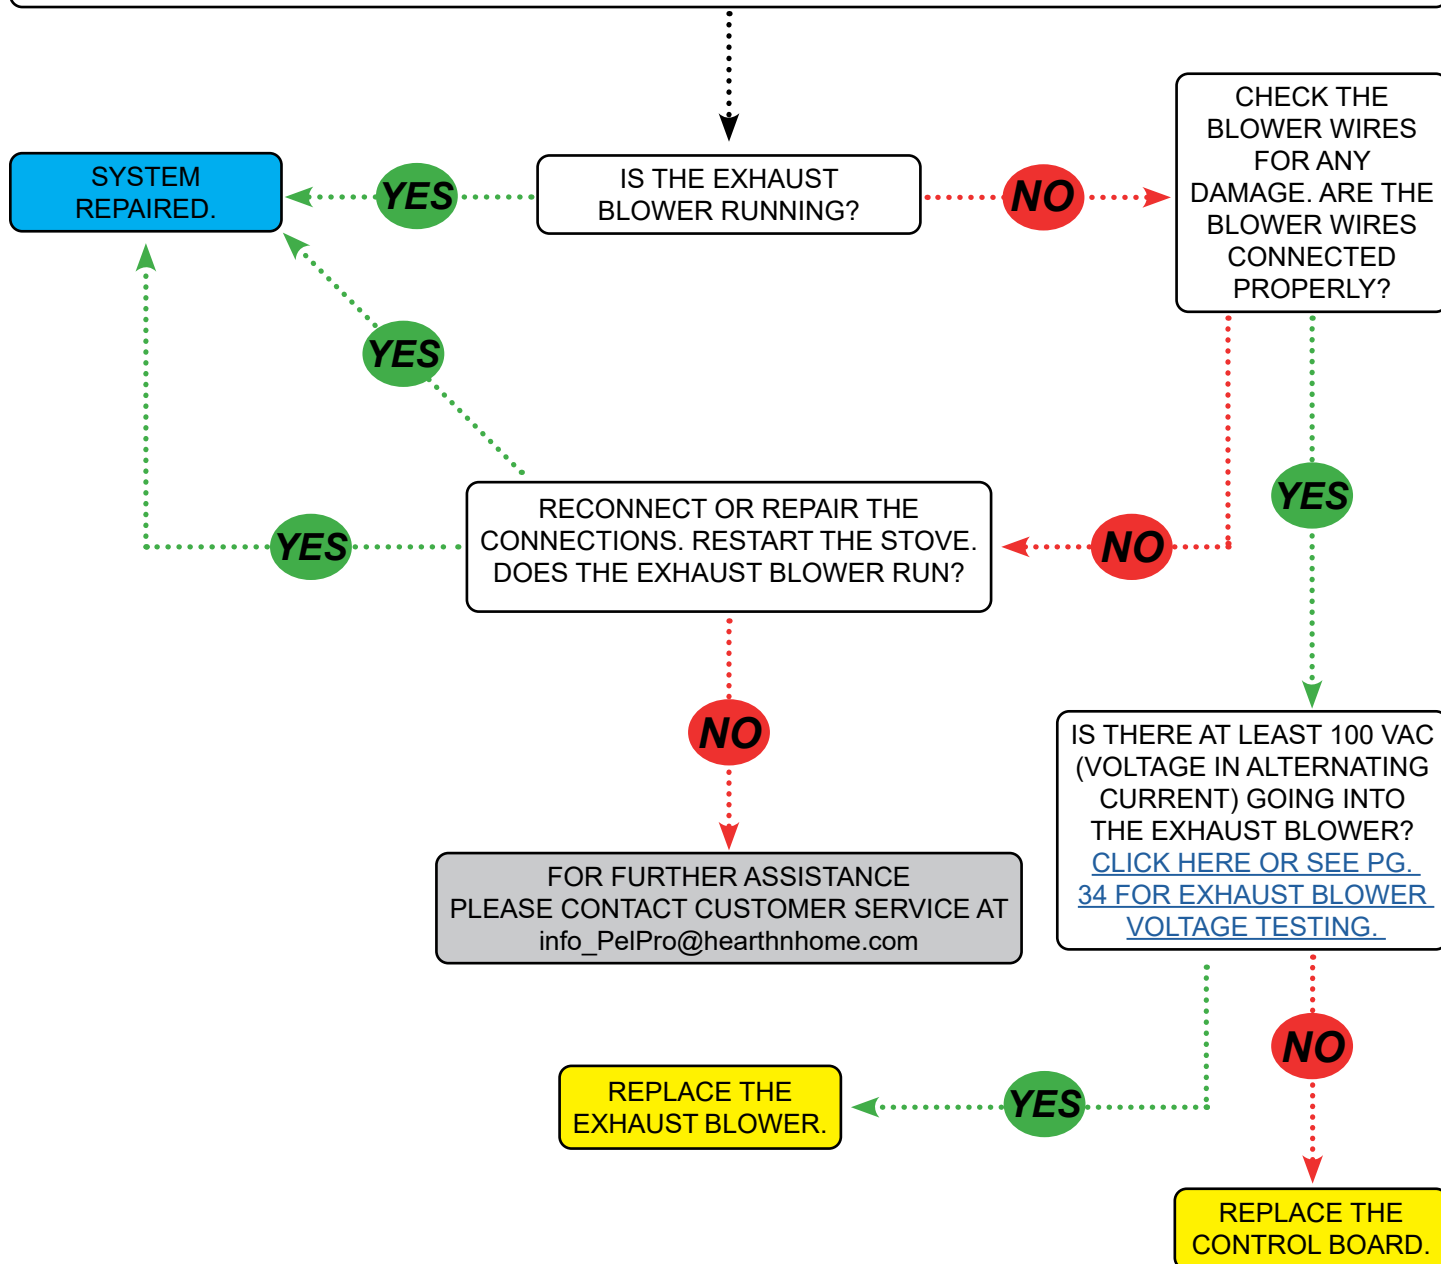 CHECK THE
BLOWER WIRES
FOR ANY
DAMAGE. ARE THE
BLOWER WIRES
CONNECTED
PROPERLY?
SYSTEM
REPAIRED.
YES
IS THE EXHAUST
BLOWER RUNNING?
NO
YES
YES
RECONNECT OR REPAIR THE
CONNECTIONS. RESTART THE STOVE.
DOES THE EXHAUST BLOWER RUN?
NO
YES
NO
IS THERE AT LEAST 100 VAC
(VOLTAGE IN ALTERNATING
CURRENT) GOING INTO
THE EXHAUST BLOWER?
CLICK HERE OR SEE PG.
34 FOR EXHAUST BLOWER
VOLTAGE TESTING.
FOR FURTHER ASSISTANCE
PLEASE CONTACT CUSTOMER SERVICE AT
info_PelPro@hearthnhome.com
NO
REPLACE THE
EXHAUST BLOWER.
YES
REPLACE THE
CONTROL BOARD.